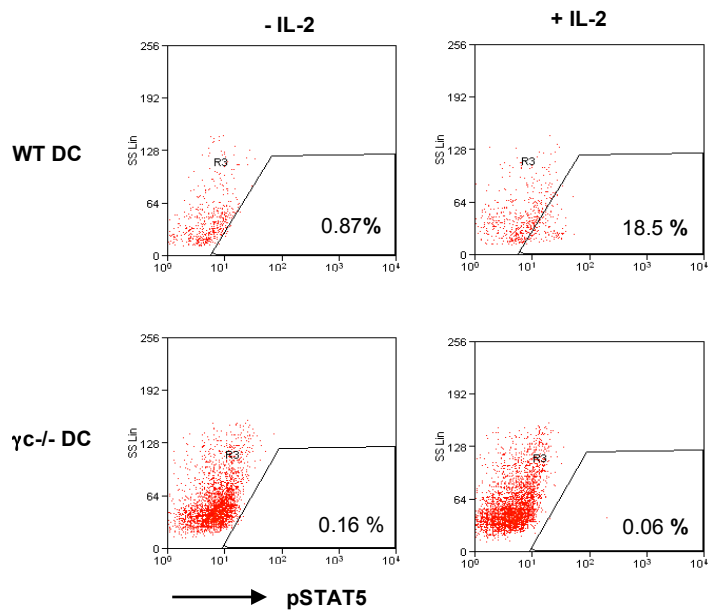 - IL-2
+ IL-2
WT DC
256
192
128
64
0
SS Lin
R3
0.87%
10⁰ 10¹ 10² 10³ 10⁴
256
192
128
64
0
SS Lin
R3
18.5 %
10⁰ 10¹ 10² 10³ 10⁴
γc-/- DC
256
192
128
64
0
SS Lin
R3
0.16 %
10⁰ 10¹ 10² 10³ 10⁴
256
192
128
64
0
SS Lin
R3
0.06 %
10⁰ 10¹ 10² 10³ 10⁴
pSTAT5